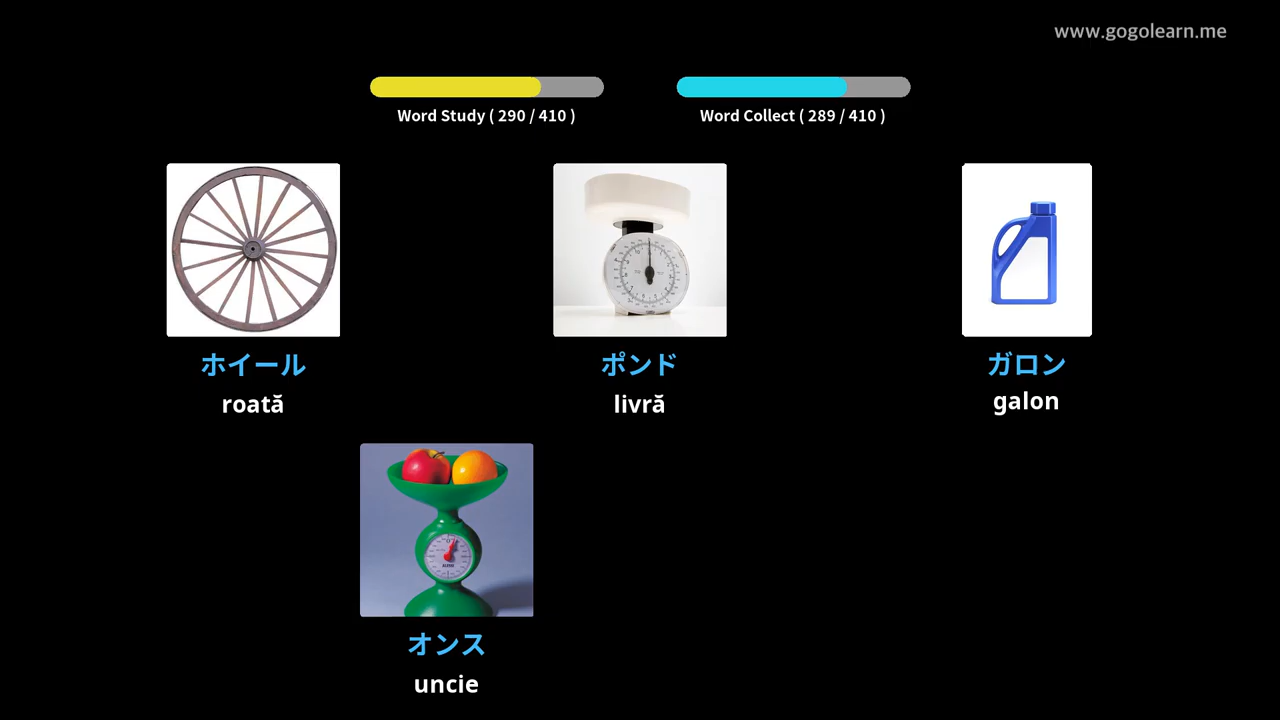 www.gogolearn.me
Word Study ( 290 / 410 )
Word Collect ( 289 / 410 )
ホイール
roată
ポンド
livră
ガロン
galon
オンス
uncie